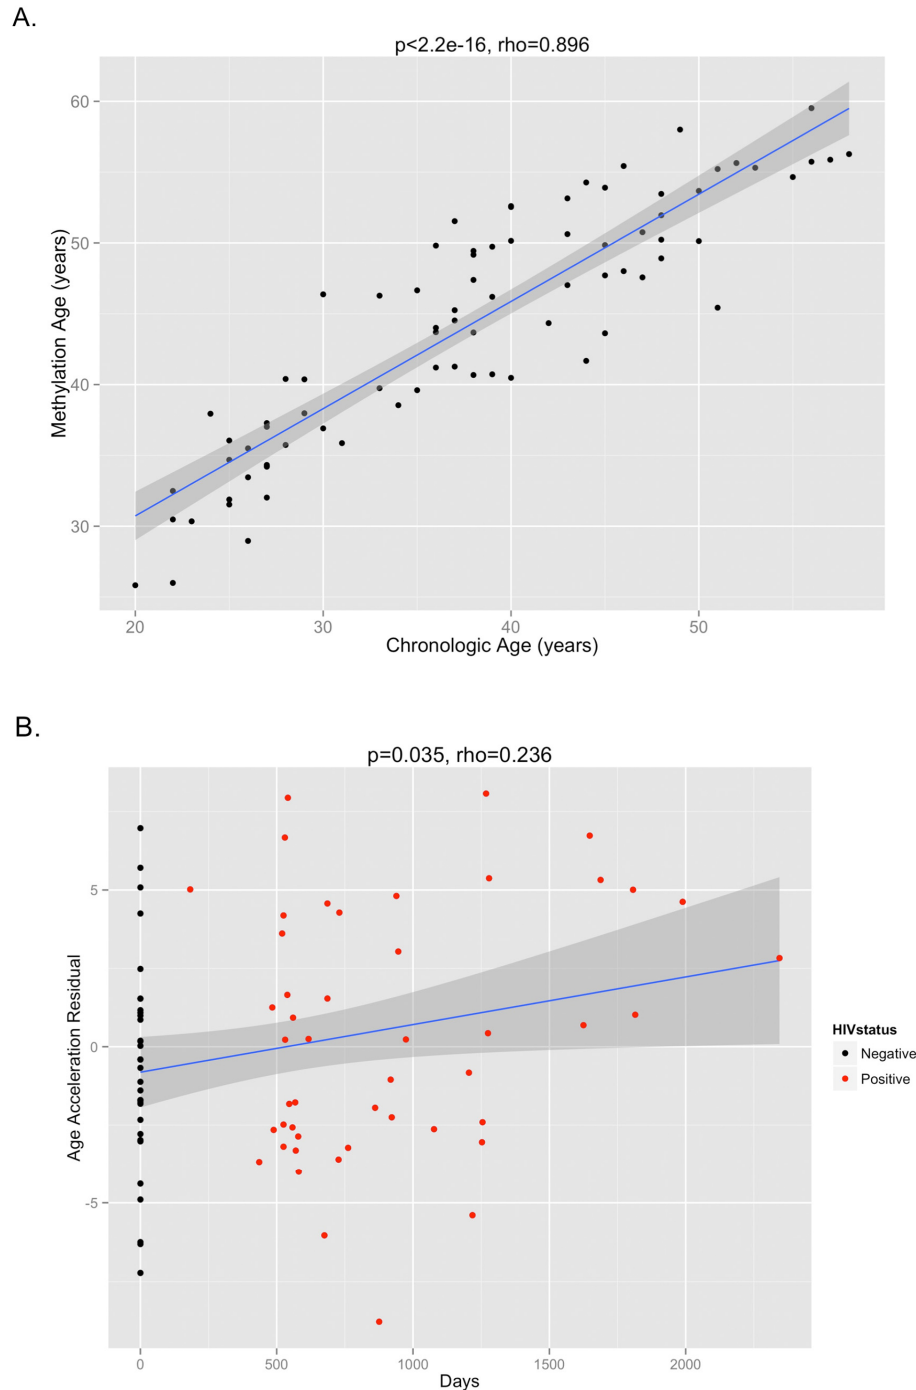 A.
p<2.2e-16, rho=0.896
60
50
40
30
Methylation Age (years)
20 30 40 50
Chronologic Age (years)
B.
p=0.035, rho=0.236
5
0
-5
Age Acceleration Residual
0 500 1000 1500 2000
Days
HIVstatus
Negative
Positive